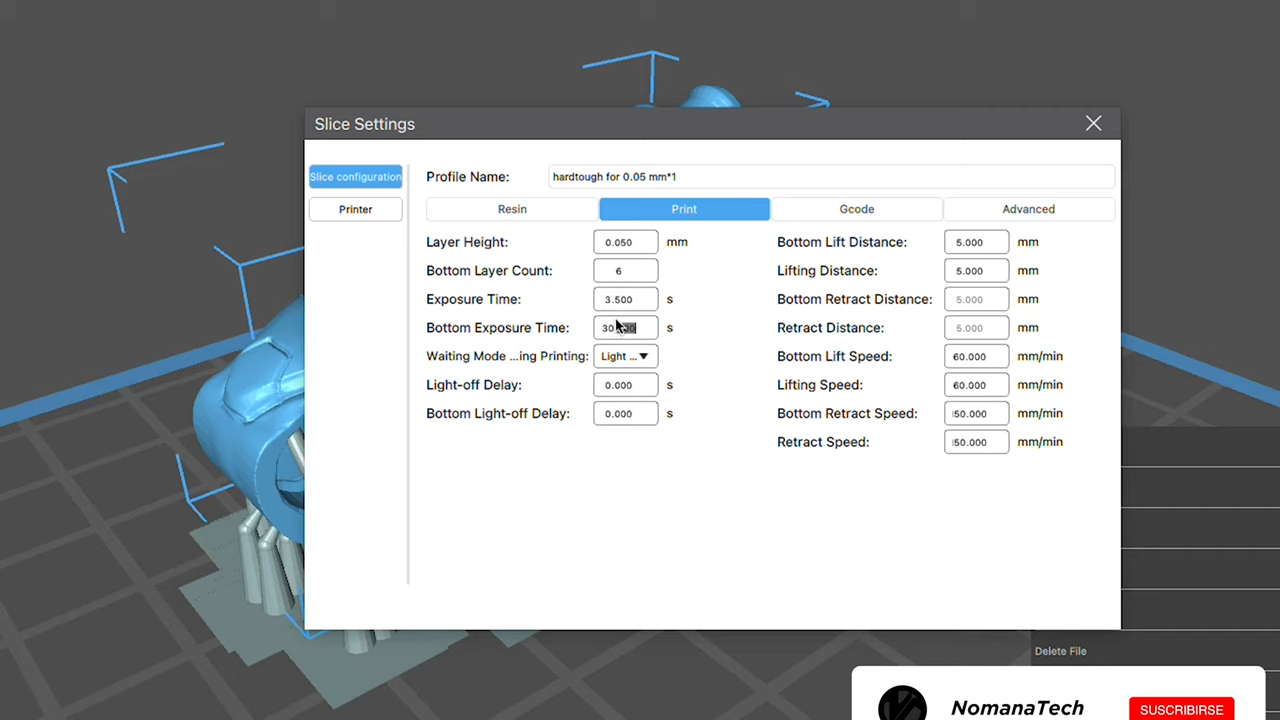 Slice Settings
Slice configuration
Printer
Profile Name: hardtough for 0.05 mm*1
Resin Print Gcode Advanced
Layer Height: 0.050 mm
Bottom Layer Count: 6
Exposure Time: 3.500 s
Bottom Exposure Time: 30 s
Waiting Mode ...ing Printing: Light ...
Light-off Delay: 0.000 s
Bottom Light-off Delay: 0.000 s
Bottom Lift Distance: 5.000 mm
Lifting Distance: 5.000 mm
Bottom Retract Distance: 5.000 mm
Retract Distance: 5.000 mm
Bottom Lift Speed: 60.000 mm/min
Lifting Speed: 60.000 mm/min
Bottom Retract Speed: 50.000 mm/min
Retract Speed: 50.000 mm/min
Delete File
NomanaTech
SUSCRIBIRSE